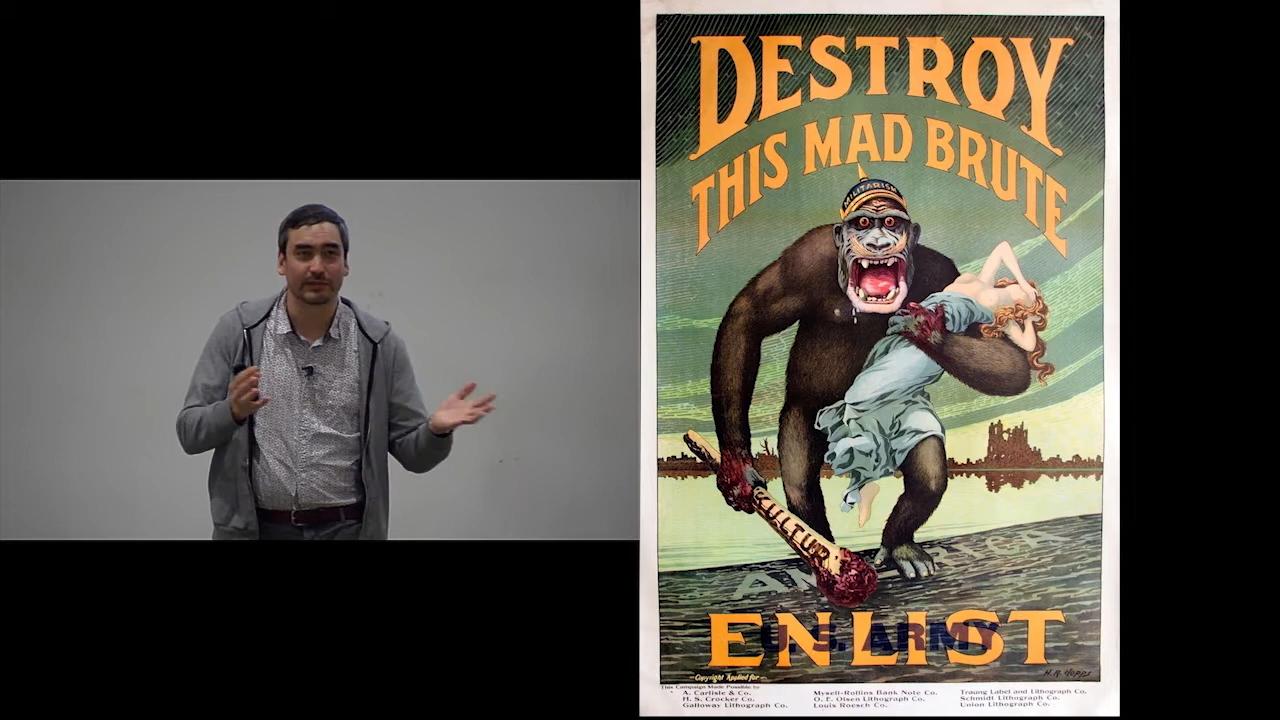 DESTROY
THIS MAD BRUTE
MILITARISM
KULTUR
AMERICA
ENLIST
U.S. ARMY
Copyright Applied for
H.R. Hopps
This Campaign Made Possible by
A. Carlisle & Co.
H. S. Crocker Co.
Galloway Lithograph Co.
Mysell-Rollins Bank Note Co.
O. E. Olsen Lithograph Co.
Louis Roesch Co.
Traung Label and Lithograph Co.
Schmidt Lithograph Co.
Union Lithograph Co.